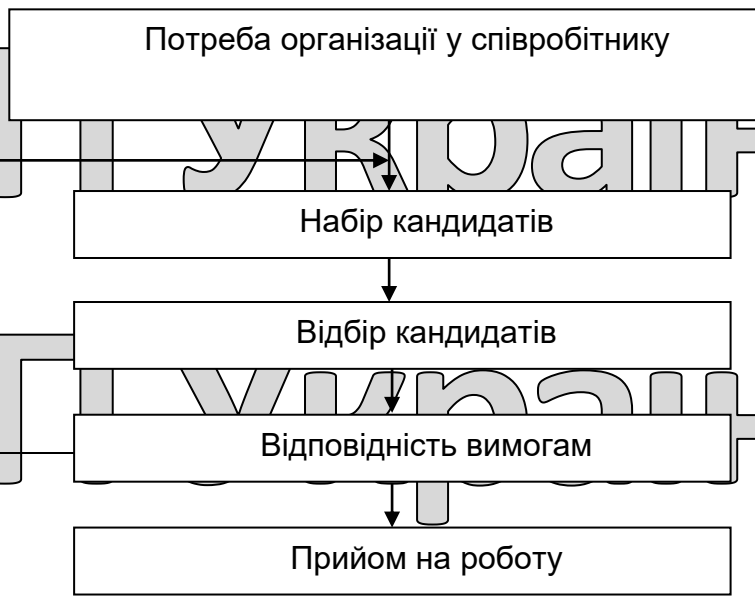 Потреба організації у співробітнику
Набір кандидатів
Відбір кандидатів
Відповідність вимогам
Прийом на роботу